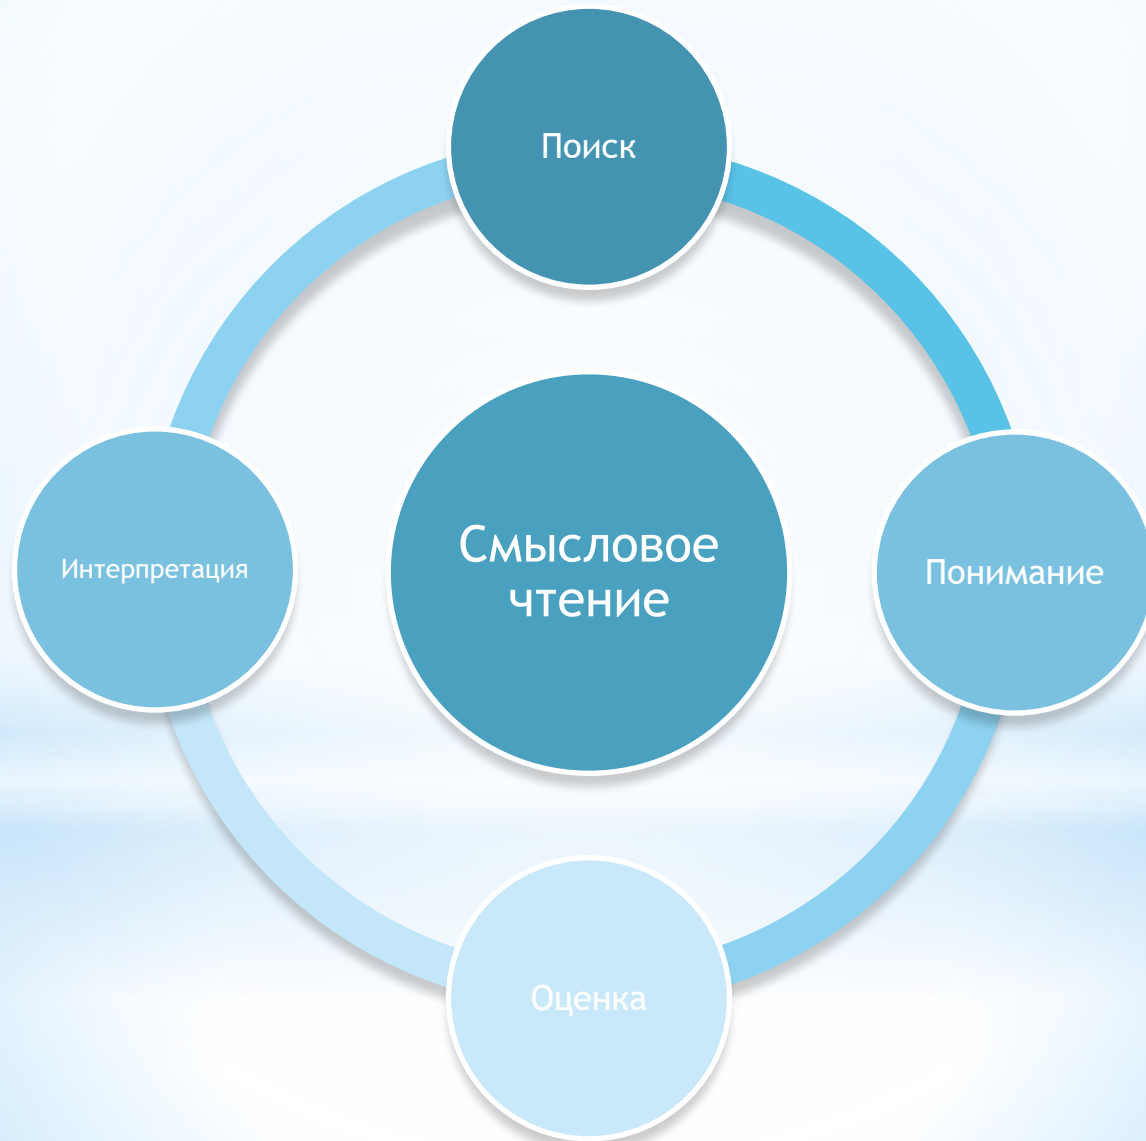 Поиск
Смысловое
чтение
Интерпретация
Понимание
Оценка